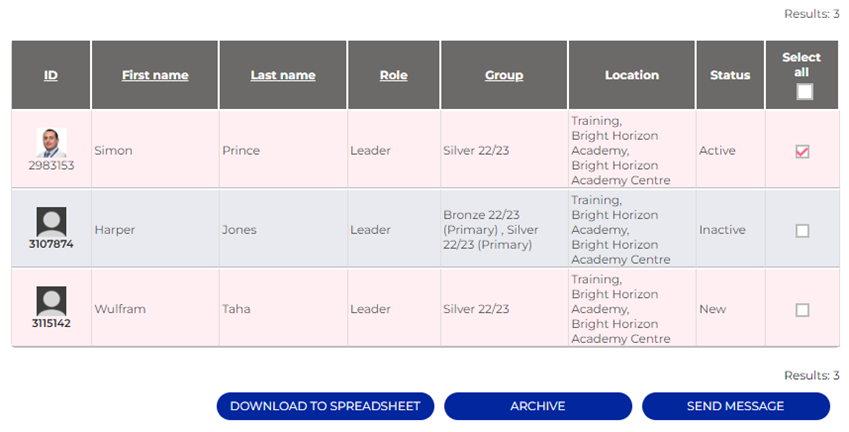 Results: 3
ID First name Last name Role Group Location Status Select all
2983153 Simon Prince Leader Silver 22/23 Training,
Bright Horizon
Academy,
Bright Horizon
Academy Centre Active
3107874 Harper Jones Leader Bronze 22/23
(Primary) , Silver
22/23 (Primary) Training,
Bright Horizon
Academy,
Bright Horizon
Academy Centre Inactive
3115142 Wulfram Taha Leader Silver 22/23 Training,
Bright Horizon
Academy,
Bright Horizon
Academy Centre New
Results: 3
DOWNLOAD TO SPREADSHEET ARCHIVE SEND MESSAGE